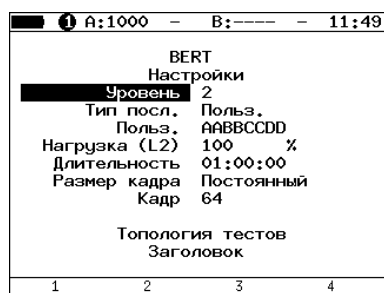 1 A:1000 – B:---- – 11:49
BERT
Настройки
Уровень 2
Тип посл. Польз.
Польз. AABBCCDD
Нагрузка (L2) 100 %
Длительность 01:00:00
Размер кадра Постоянный
Кадр 64
Топология тестов
Заголовок
1 2 3 4